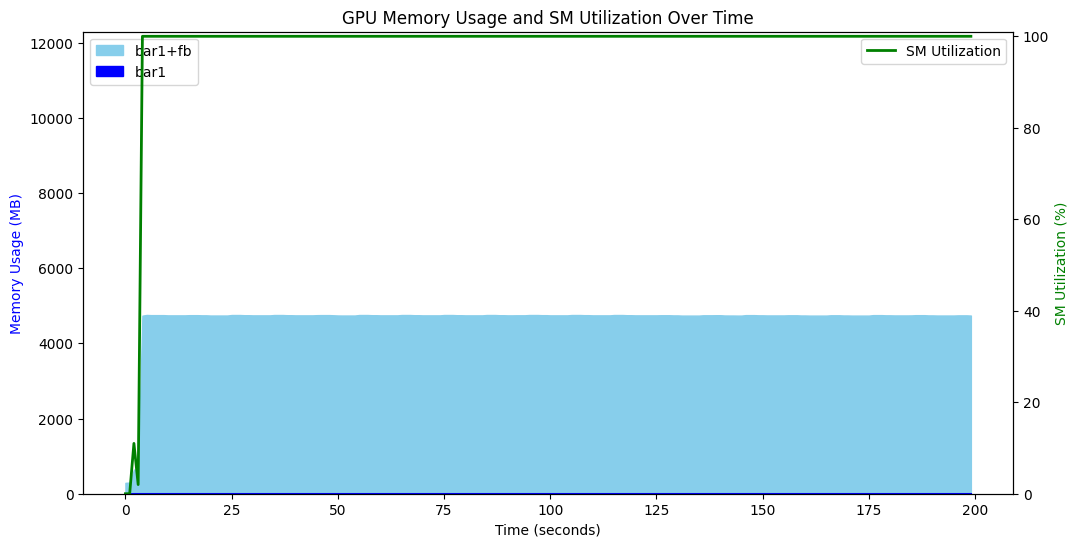 GPU Memory Usage and SM Utilization Over Time
bar1+fb
bar1
SM Utilization
Memory Usage (MB)
12000
10000
8000
6000
4000
2000
0
SM Utilization (%)
100
80
60
40
20
0
0 25 50 75 100 125 150 175 200
Time (seconds)